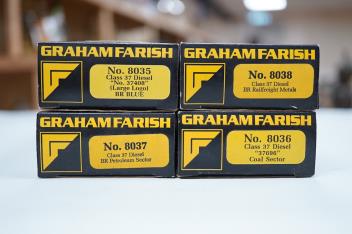 GRAHAM FARISH
No. 8035
Class 37 Diesel
"No. 37408"
(Large Logo)
BR BLUE
GRAHAM FARISH
No. 8038
Class 37 Diesel
BR Railfreight Metals
GRAHAM FARISH
No. 8037
Class 37 Diesel
BR Petroleum Sector
GRAHAM FARISH
No. 8036
Class 37 Diesel
"37696"
Coal Sector